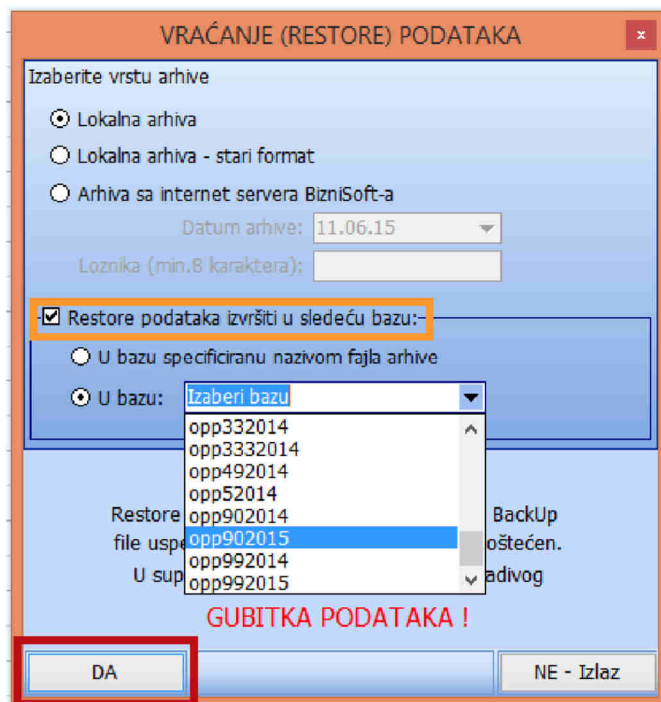 VRAĆANJE (RESTORE) PODATAKA
x
Izaberite vrstu arhive
Lokalna arhiva
Lokalna arhiva - stari format
Arhiva sa internet servera BizniSoft-a
Datum arhive: 11.06.15
Loznika (min.8 karaktera):
Restore podataka izvršiti u sledeću bazu:
U bazu specificiranu nazivom fajla arhive
U bazu: Izaberi bazu
opp332014
opp3332014
opp492014
opp52014
opp902014
opp902015
opp992014
opp992015
Restore BackUp
file uspe oštećen.
U sup adivog
GUBITKA PODATAKA !
DA
NE - Izlaz